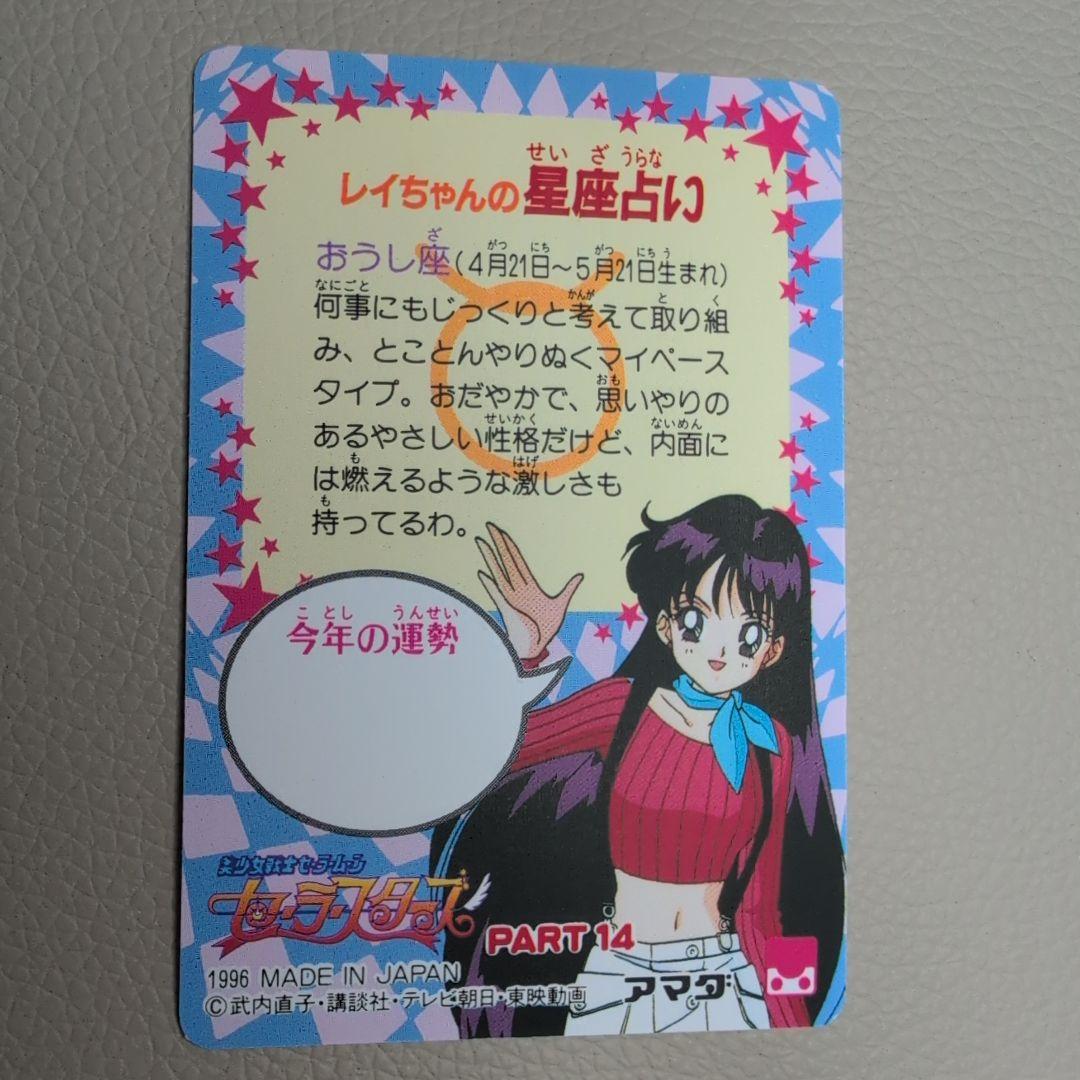 せいざうらな
レイちゃんの星座占い
ざ がつ にち がつ にちう
おうし座(4月21日～5月21日生まれ)
なにごと かんが と く
何事にもじっくりと考えて取り組
み、とことんやりぬくマイペース
おも
タイプ。おだやかで、思いやりの
せいかく ないめん
あるやさしい性格だけど、内面に
も はげ
は燃えるような激しさも
も
持ってるわ。
ことし うんせい
今年の運勢
美少女戦士セーラームーン
セーラースターズ PART 14
1996 MADE IN JAPAN アマダ
©武内直子・講談社・テレビ朝日・東映動画